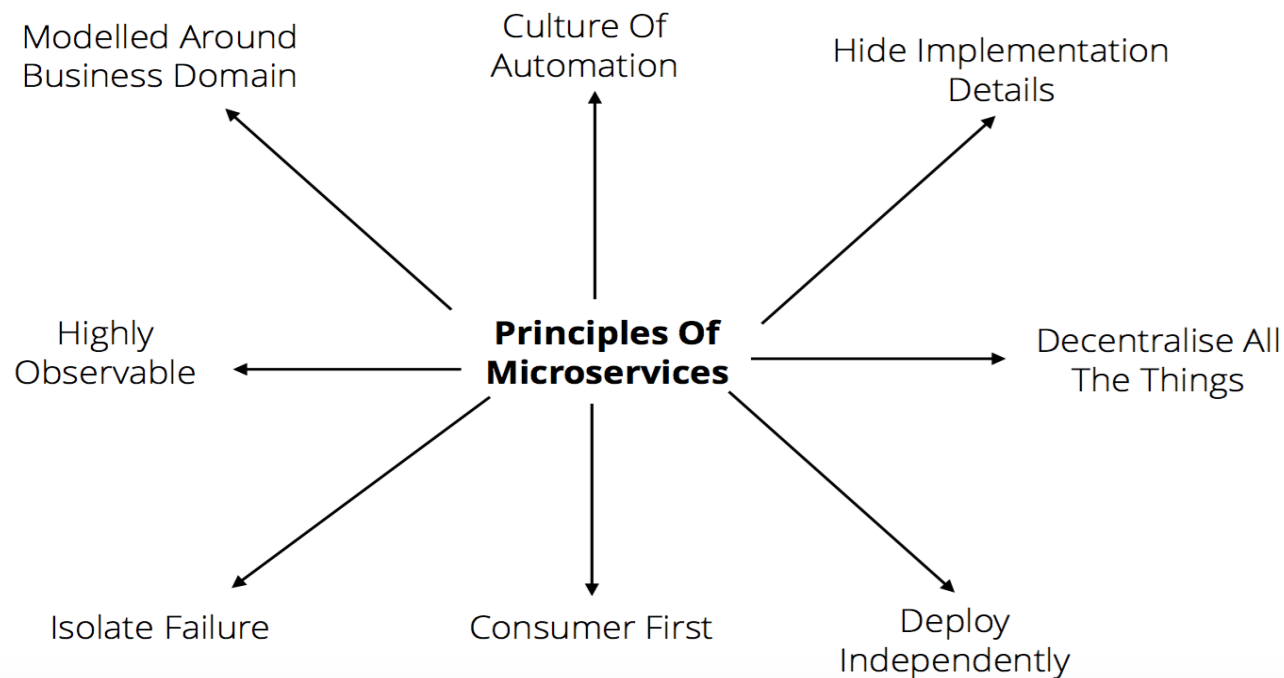 Modelled Around
Business Domain
Culture Of
Automation
Hide Implementation
Details
Highly
Observable
Principles Of
Microservices
Decentralise All
The Things
Isolate Failure
Consumer First
Deploy
Independently